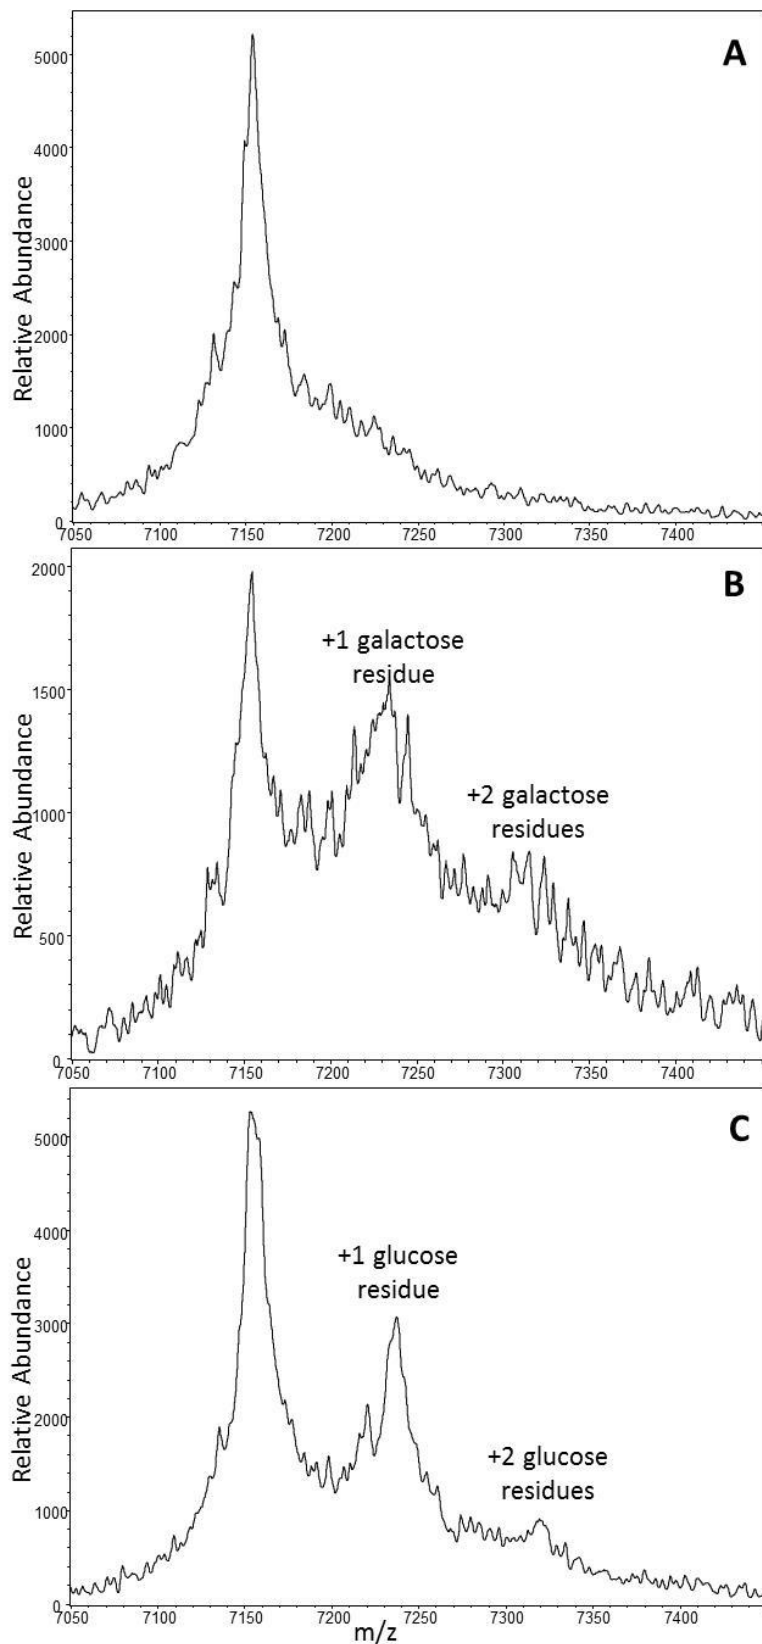 A
Relative Abundance
5000
4000
3000
2000
1000
0
7050 7100 7150 7200 7250 7300 7350 7400
B
Relative Abundance
2000
1500
1000
500
0
+1 galactose
residue
+2 galactose
residues
7050 7100 7150 7200 7250 7300 7350 7400
C
Relative Abundance
5000
4000
3000
2000
1000
0
+1 glucose
residue
+2 glucose
residues
7050 7100 7150 7200 7250 7300 7350 7400
m/z